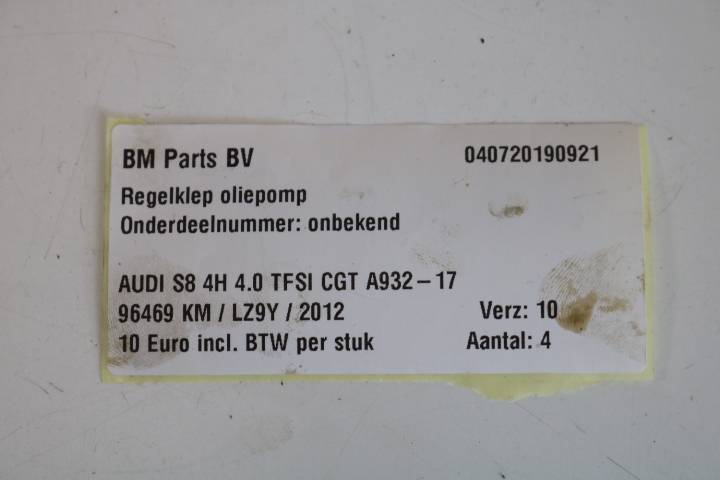 BM Parts BV 040720190921
Regelklep oliepomp
Onderdeelnummer: onbekend
AUDI S8 4H 4.0 TFSI CGT A932-17
96469 KM / LZ9Y / 2012 Verz: 10
10 Euro incl. BTW per stuk Aantal: 4